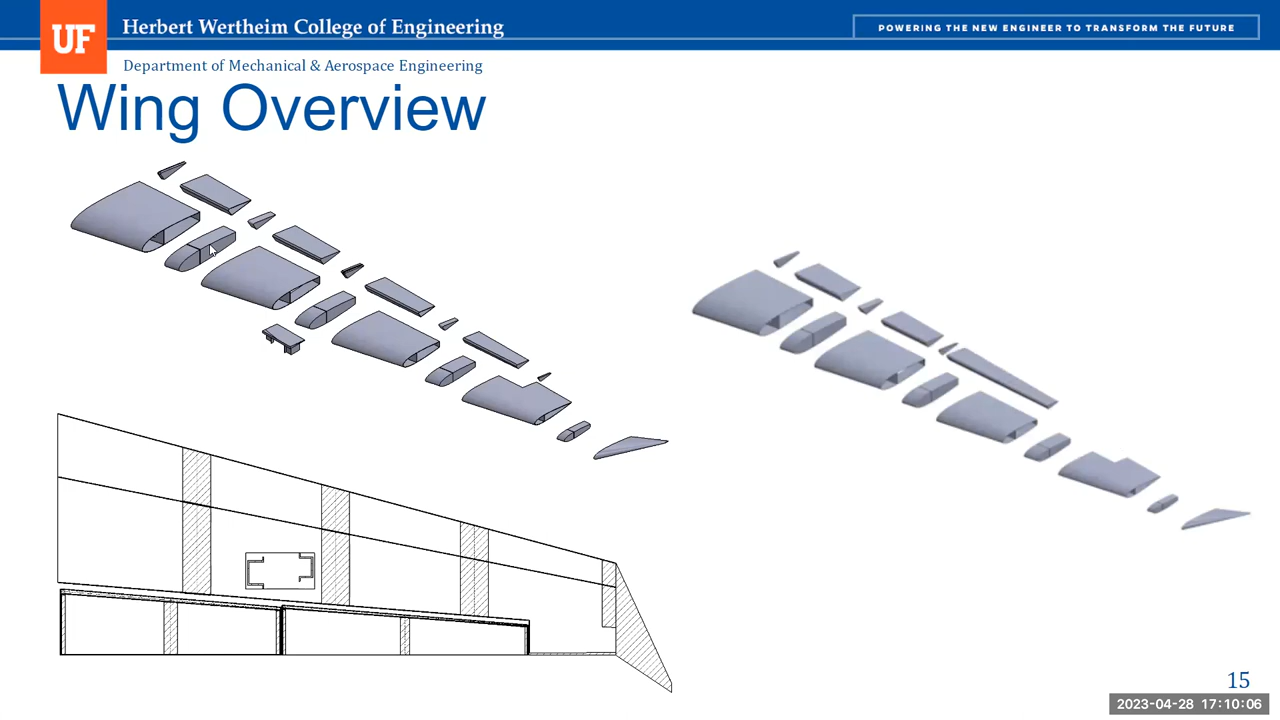 UF
Herbert Wertheim College of Engineering
POWERING THE NEW ENGINEER TO TRANSFORM THE FUTURE
Department of Mechanical & Aerospace Engineering
Wing Overview
15
2023-04-28 17:10:06